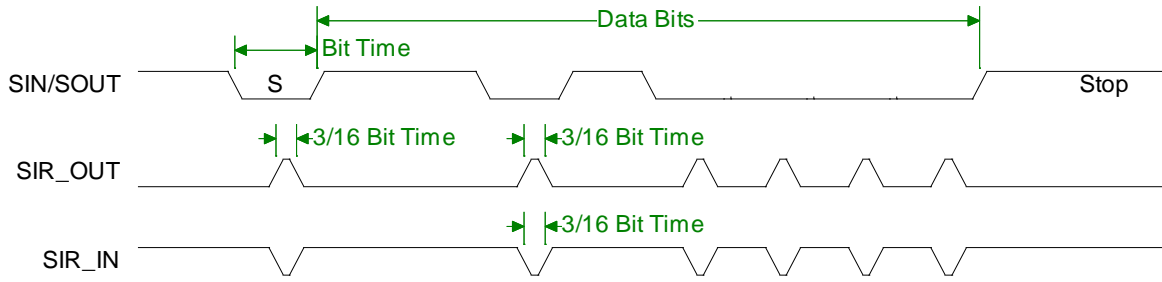 Data Bits
Bit Time
SIN/SOUT S Stop
3/16 Bit Time 3/16 Bit Time
SIR_OUT
3/16 Bit Time
SIR_IN